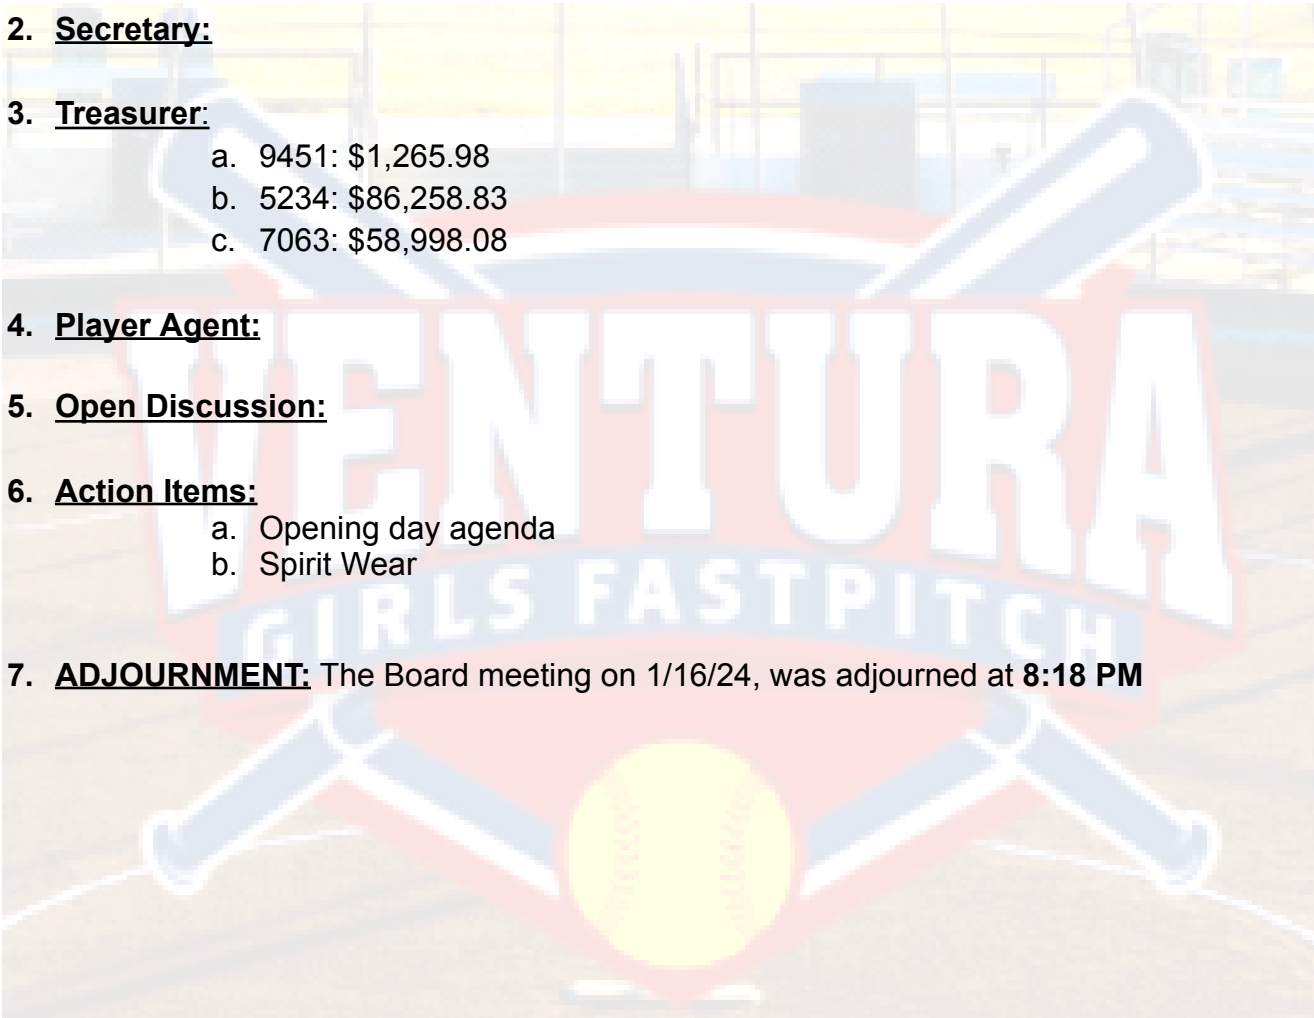 2. Secretary:
3. Treasurer:
a. 9451: $1,265.98
b. 5234: $86,258.83
c. 7063: $58,998.08
4. Player Agent:
VENTURA
5. Open Discussion:
6. Action Items:
a. Opening day agenda
b. Spirit Wear
GIRLS FASTPITCH
7. ADJOURNMENT: The Board meeting on 1/16/24, was adjourned at 8:18 PM